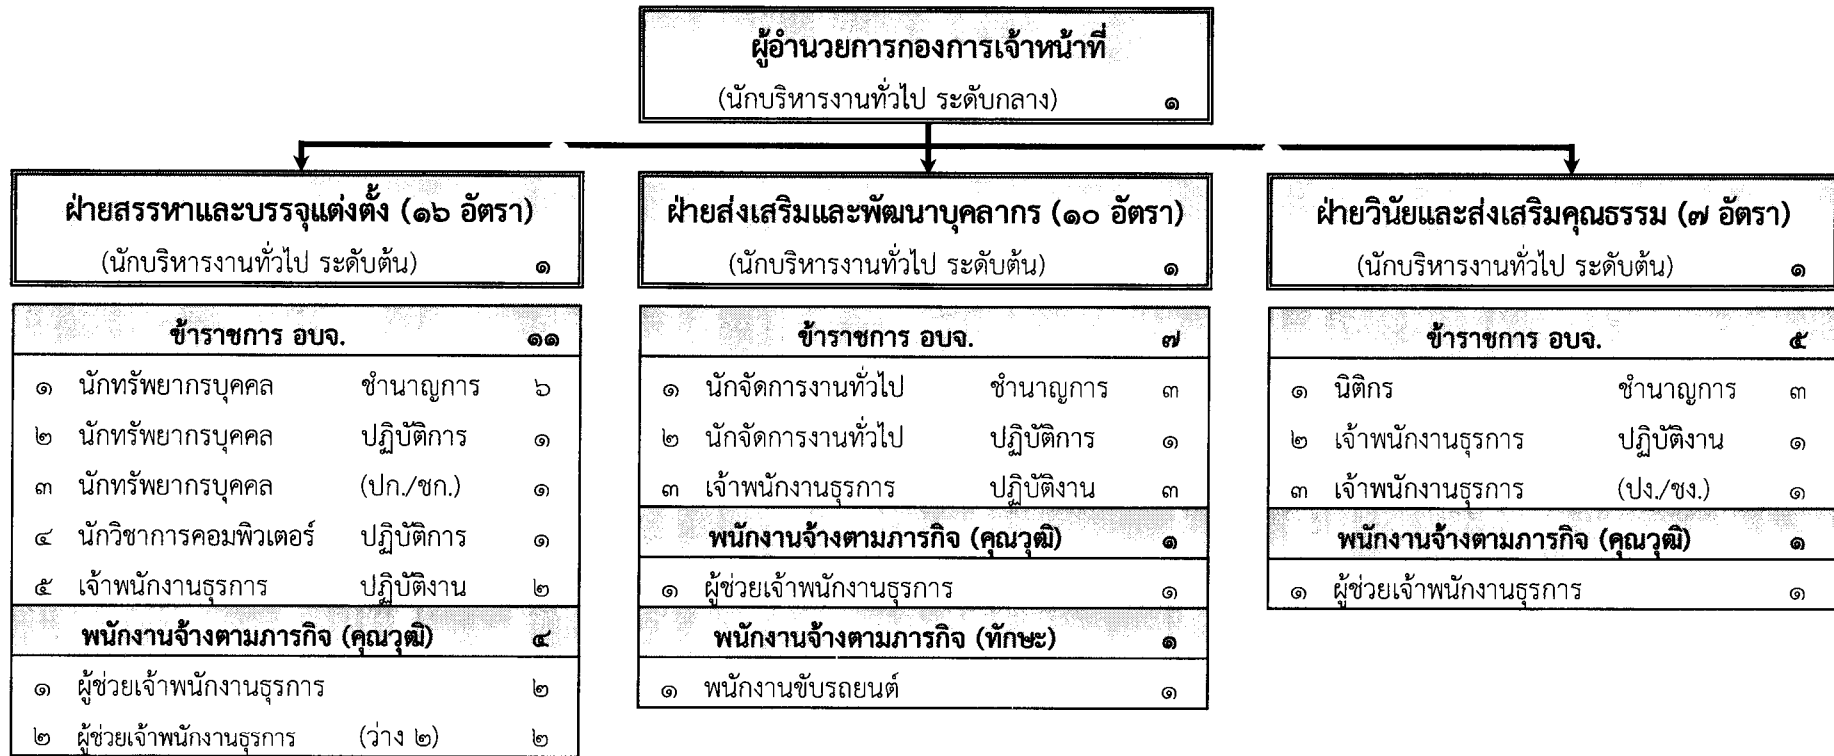 ผู้อำนวยการกองการเจ้าหน้าที่
(นักบริหารงานทั่วไป ระดับกลาง) ๑
ฝ่ายสรรหาและบรรจุแต่งตั้ง (๑๖ อัตรา)
(นักบริหารงานทั่วไป ระดับต้น) ๑
ข้าราชการ อบจ. ๑๑
๑ นักทรัพยากรบุคคล ชำนาญการ ๖
๒ นักทรัพยากรบุคคล ปฏิบัติการ ๑
๓ นักทรัพยากรบุคคล (ปก./ชก.) ๑
๔ นักวิชาการคอมพิวเตอร์ ปฏิบัติการ ๑
๕ เจ้าพนักงานธุรการ ปฏิบัติงาน ๒
พนักงานจ้างตามภารกิจ (คุณวุฒิ) ๔
๑ ผู้ช่วยเจ้าพนักงานธุรการ ๒
๒ ผู้ช่วยเจ้าพนักงานธุรการ (ว่าง ๒) ๒
ฝ่ายส่งเสริมและพัฒนาบุคลากร (๑๐ อัตรา)
(นักบริหารงานทั่วไป ระดับต้น) ๑
ข้าราชการ อบจ. ๗
๑ นักจัดการงานทั่วไป ชำนาญการ ๓
๒ นักจัดการงานทั่วไป ปฏิบัติการ ๑
๓ เจ้าพนักงานธุรการ ปฏิบัติงาน ๓
พนักงานจ้างตามภารกิจ (คุณวุฒิ) ๑
๑ ผู้ช่วยเจ้าพนักงานธุรการ ๑
พนักงานจ้างตามภารกิจ (ทักษะ) ๑
๑ พนักงานขับรถยนต์ ๑
ฝ่ายวินัยและส่งเสริมคุณธรรม (๗ อัตรา)
(นักบริหารงานทั่วไป ระดับต้น) ๑
ข้าราชการ อบจ. ๕
๑ นิติกร ชำนาญการ ๓
๒ เจ้าพนักงานธุรการ ปฏิบัติงาน ๑
๓ เจ้าพนักงานธุรการ (ปง./ชง.) ๑
พนักงานจ้างตามภารกิจ (คุณวุฒิ) ๑
๑ ผู้ช่วยเจ้าพนักงานธุรการ ๑